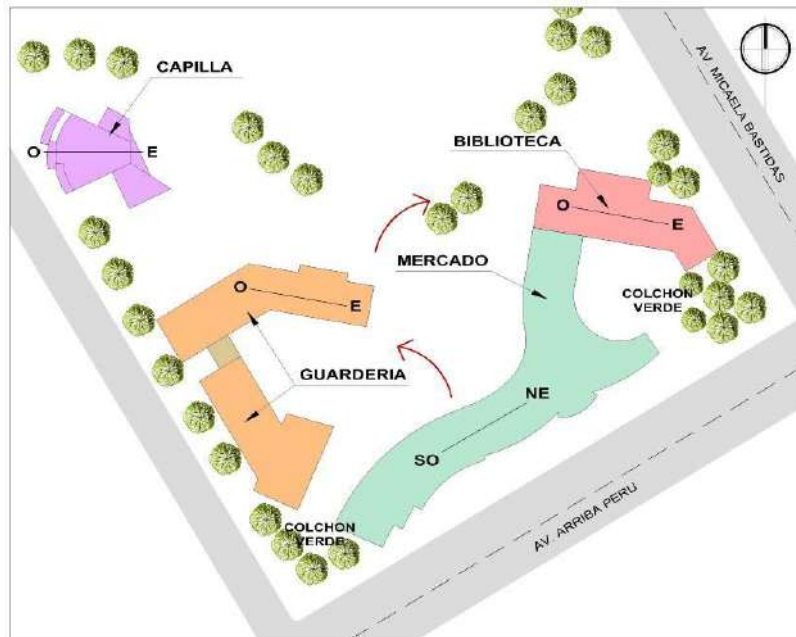 CAPILLA
O
E
AV. MICAELA BASTIDAS
BIBLIOTECA
O
E
MERCADO
O
E
COLCHON
VERDE
GUARDERIA
NE
SO
AV. ARRIBA PERU
COLCHON
VERDE